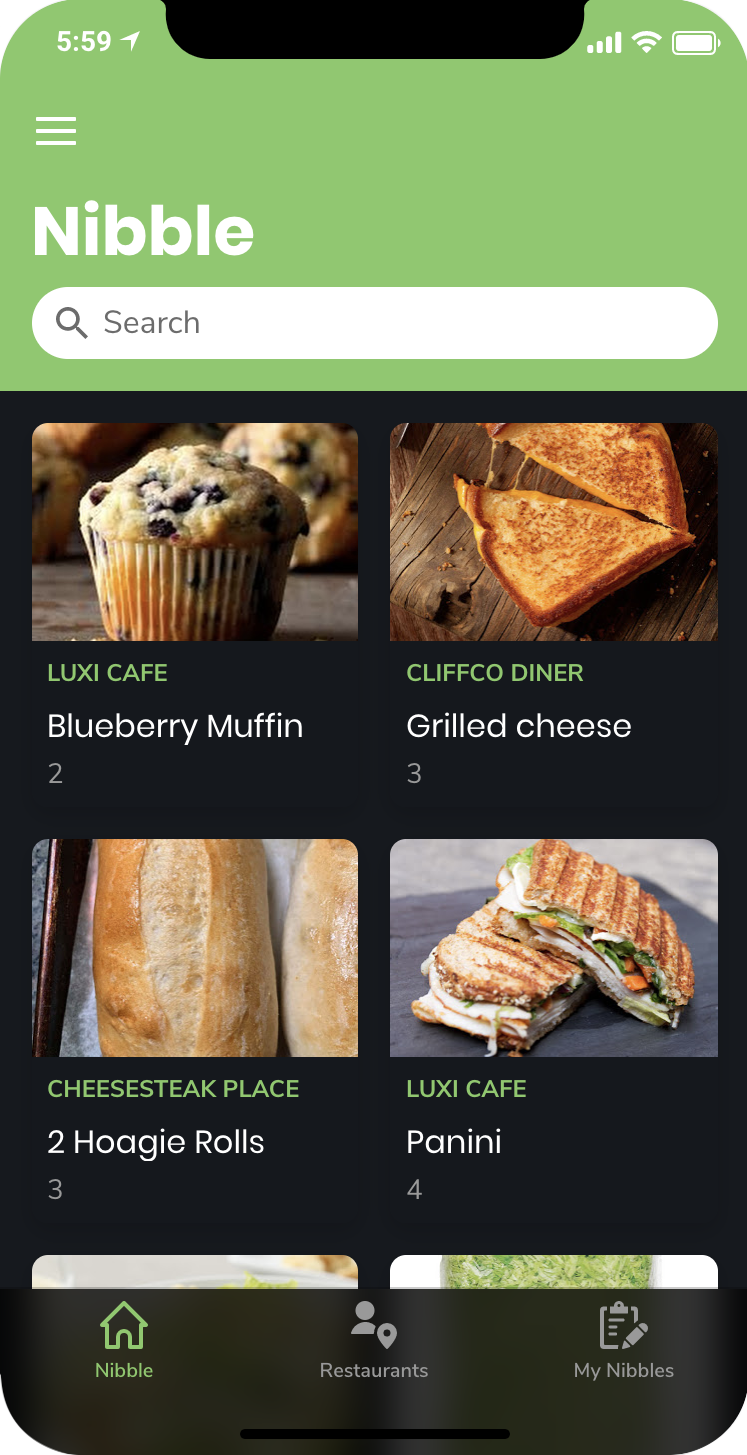 5:59
Nibble
Search
LUXI CAFE
Blueberry Muffin
2
CLIFFCO DINER
Grilled cheese
3
CHEESESTEAK PLACE
2 Hoagie Rolls
3
LUXI CAFE
Panini
4
Nibble
Restaurants
My Nibbles